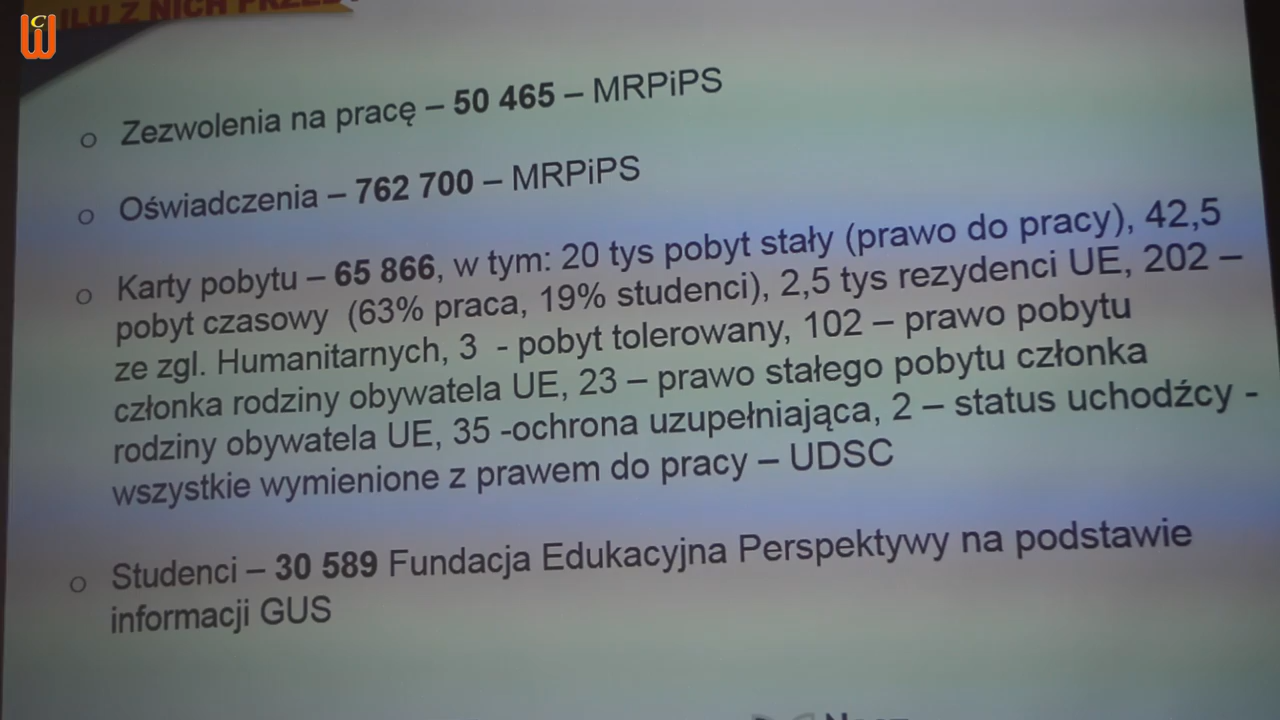 ILU Z NICH
Zezwolenia na pracę – 50 465 – MRPiPS
Oświadczenia – 762 700 – MRPiPS
Karty pobytu – 65 866, w tym: 20 tys pobyt stały (prawo do pracy), 42,5
pobyt czasowy (63% praca, 19% studenci), 2,5 tys rezydenci UE, 202 –
ze zgl. Humanitarnych, 3 - pobyt tolerowany, 102 – prawo pobytu
członka rodziny obywatela UE, 23 – prawo stałego pobytu członka
rodziny obywatela UE, 35 -ochrona uzupełniająca, 2 – status uchodźcy -
wszystkie wymienione z prawem do pracy – UDSC
Studenci – 30 589 Fundacja Edukacyjna Perspektywy na podstawie
informacji GUS